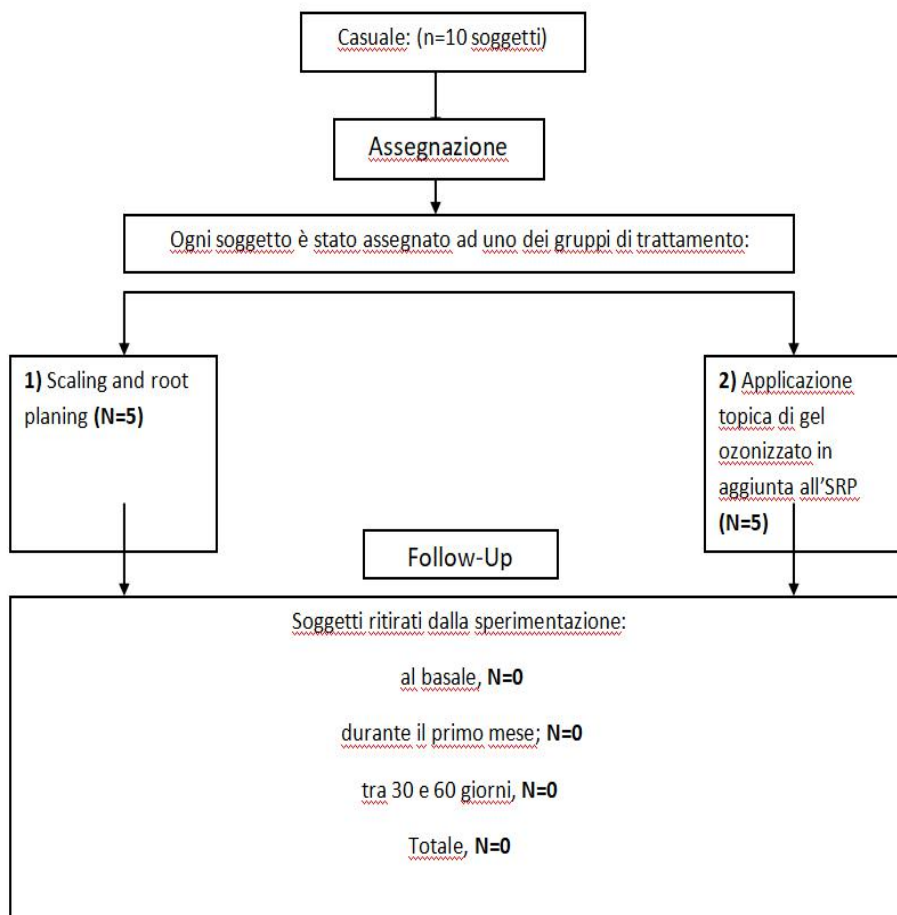 Casuale: (n=10 soggetti)
Assegnazione
Ogni soggetto è stato assegnato ad uno dei gruppi di trattamento:
1) Scaling and root
planing (N=5)
2) Applicazione
topica di gel
ozonizzato in
aggiunta all'SRP
(N=5)
Follow-Up
Soggetti ritirati dalla sperimentazione:
al basale, N=0
durante il primo mese; N=0
tra 30 e 60 giorni, N=0
Totale, N=0